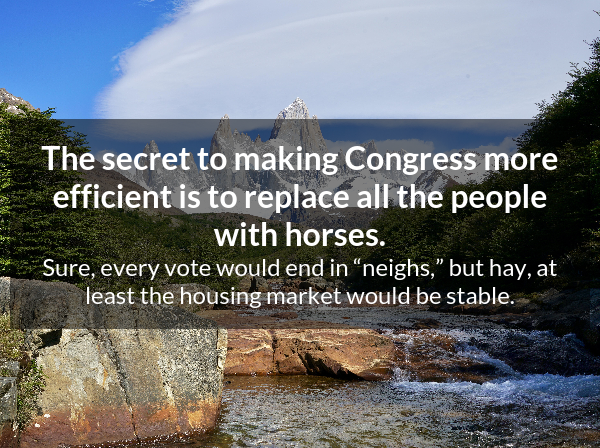 The secret to making Congress more
efficient is to replace all the people
with horses.
Sure, every vote would end in “neighs,” but hay, at
least the housing market would be stable.